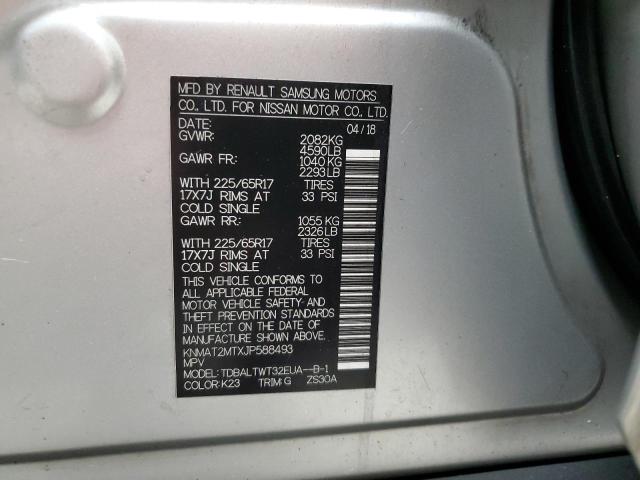 MFD BY RENAULT SAMSUNG MOTORS
CO., LTD. FOR NISSAN MOTOR CO., LTD.
DATE: 04/18
GVWR: 2082KG
4590LB
GAWR FR: 1040 KG
2293LB
WITH 225/65R17 TIRES
17X7J RIMS AT 33 PSI
COLD SINGLE
GAWR RR: 1055 KG
2326LB
WITH 225/65R17 TIRES
17X7J RIMS AT 33 PSI
COLD SINGLE
THIS VEHICLE CONFORMS TO
ALL APPLICABLE FEDERAL
MOTOR VEHICLE SAFETY AND
THEFT PREVENTION STANDARDS
IN EFFECT ON THE DATE OF
MANUFACTURE SHOWN ABOVE.
KNMAT2MTXJP588493
MPV
MODEL: TDBALTWT32EUA--B-1
COLOR: K23 TRIM: G ZS30A